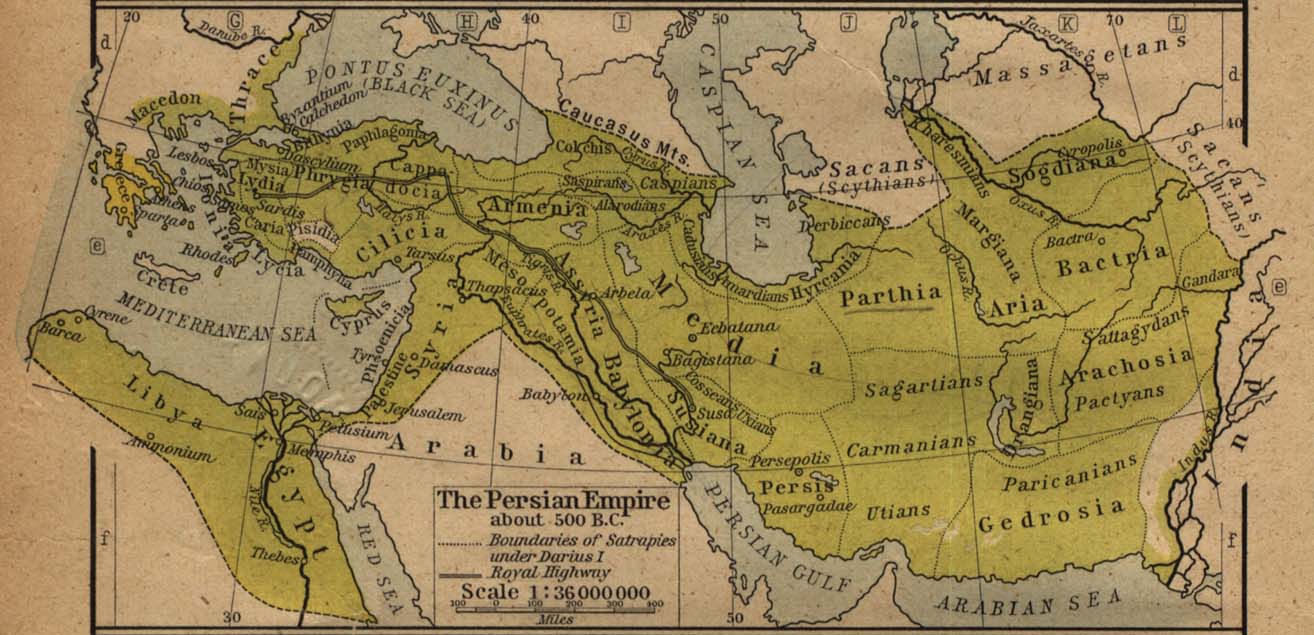 20 G H 40 I 50 J K 70 L
Danube R.
d
Thrace
Macedon
PONTUS EUXINUS
(BLACK SEA)
Byzantium
Calchedon
Bithynia
Paphlagonia
Caucasus Mts.
CASPIAN SEA
Jaxartes R.
Massagetans
d
40
Sacans
(Scythians)
Sacans
(Scythians)
Kharesmians
Cyropolis
Sogdiana
Colchis
Cyrus R.
Caspians
Saspirans
Alarodians
Armenia
Araxes R.
Cadusians
Amardians
Hyrcania
Derbiccans
Greece
Athens
Sparta
Lesbos
Chios
Samos
Ionia
Mysia
Dascylium
Phrygia
Cappadocia
Lydia
Sardis
Halys R.
Caria
Pisidia
Cilicia
Lycia
Pamphylia
Tarsus
Rhodes
Crete
e
MEDITERRANEAN SEA
Cyprus
Phoenicia
Tyre
Syria
Damascus
Palestine
Jerusalem
Thapsacus
Mesopotamia
Euphrates R.
Tigris R.
Assyria
Arbela
Media
Ecbatana
Bagistana
Babylon
Babylonia
Cossaeans
Uxians
Susa
Susiana
Parthia
Margiana
Oxus R.
Ochus R.
Bactra
Bactria
Gandara
Aria
Sattagydans
Arachosia
Pactyans
Sagartians
Drangiana
Carmanians
Paricanians
Gedrosia
Utians
Persepolis
Persis
Pasargadae
Indus R.
India
e
Cyrene
Barca
Libya
Ammonium
Sais
Pelusium
Memphis
Egypt
Nile R.
Thebes
RED SEA
Arabia
PERSIAN GULF
ARABIAN SEA
f
f
30
50
The Persian Empire
about 500 B.C.
Boundaries of Satrapies
under Darius I
Royal Highway
Scale 1:36000000
100 0 100 200 300 400
Miles